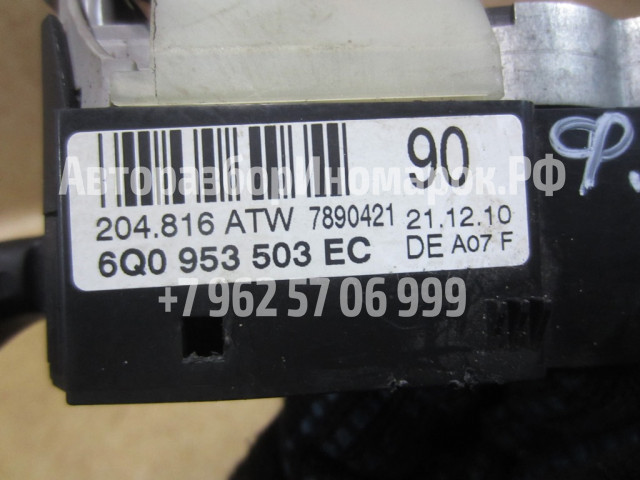 90
АвторазборИномарок.РФ
204.816 ATW 7890421 21.12.10
6Q0 953 503 EC DE A07 F
+7 962 57 06 999